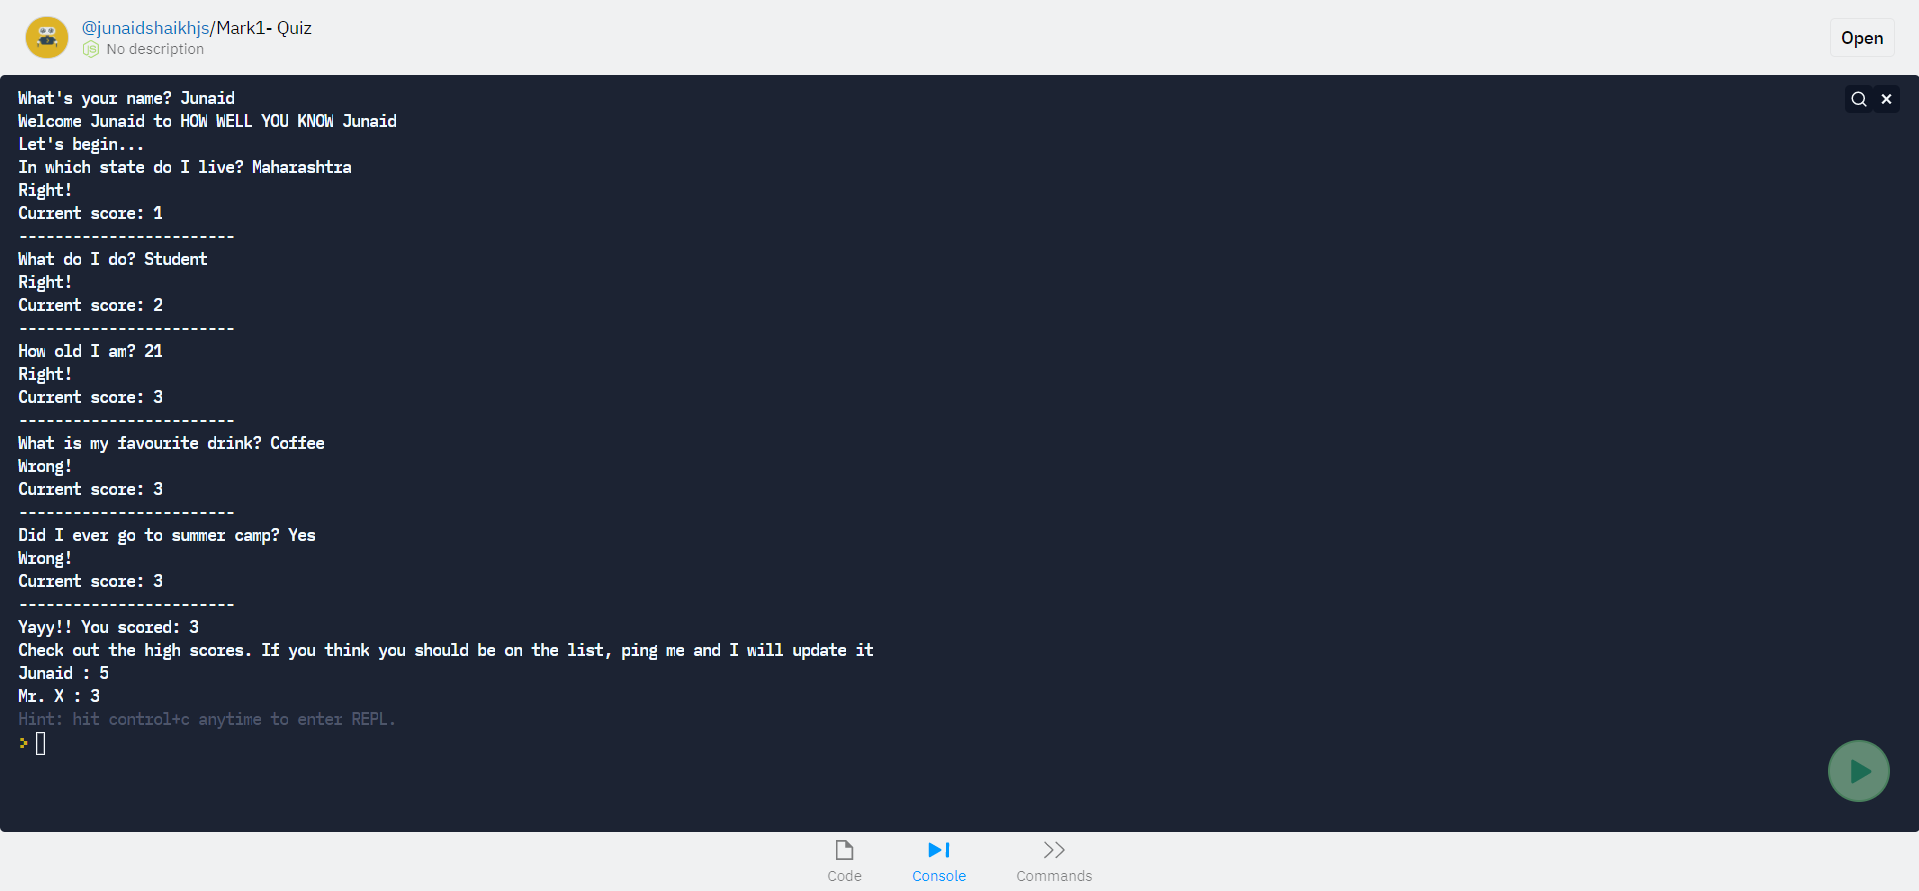 @junaidshaikhjs/Mark1- Quiz
JS No description
Open
What's your name? Junaid
Welcome Junaid to HOW WELL YOU KNOW Junaid
Let's begin...
In which state do I live? Maharashtra
Right!
Current score: 1
------------------------
What do I do? Student
Right!
Current score: 2
------------------------
How old I am? 21
Right!
Current score: 3
------------------------
What is my favourite drink? Coffee
Wrong!
Current score: 3
------------------------
Did I ever go to summer camp? Yes
Wrong!
Current score: 3
------------------------
Yayy!! You scored: 3
Check out the high scores. If you think you should be on the list, ping me and I will update it
Junaid : 5
Mr. X : 3
Hint: hit control+c anytime to enter REPL.
>
Code Console Commands